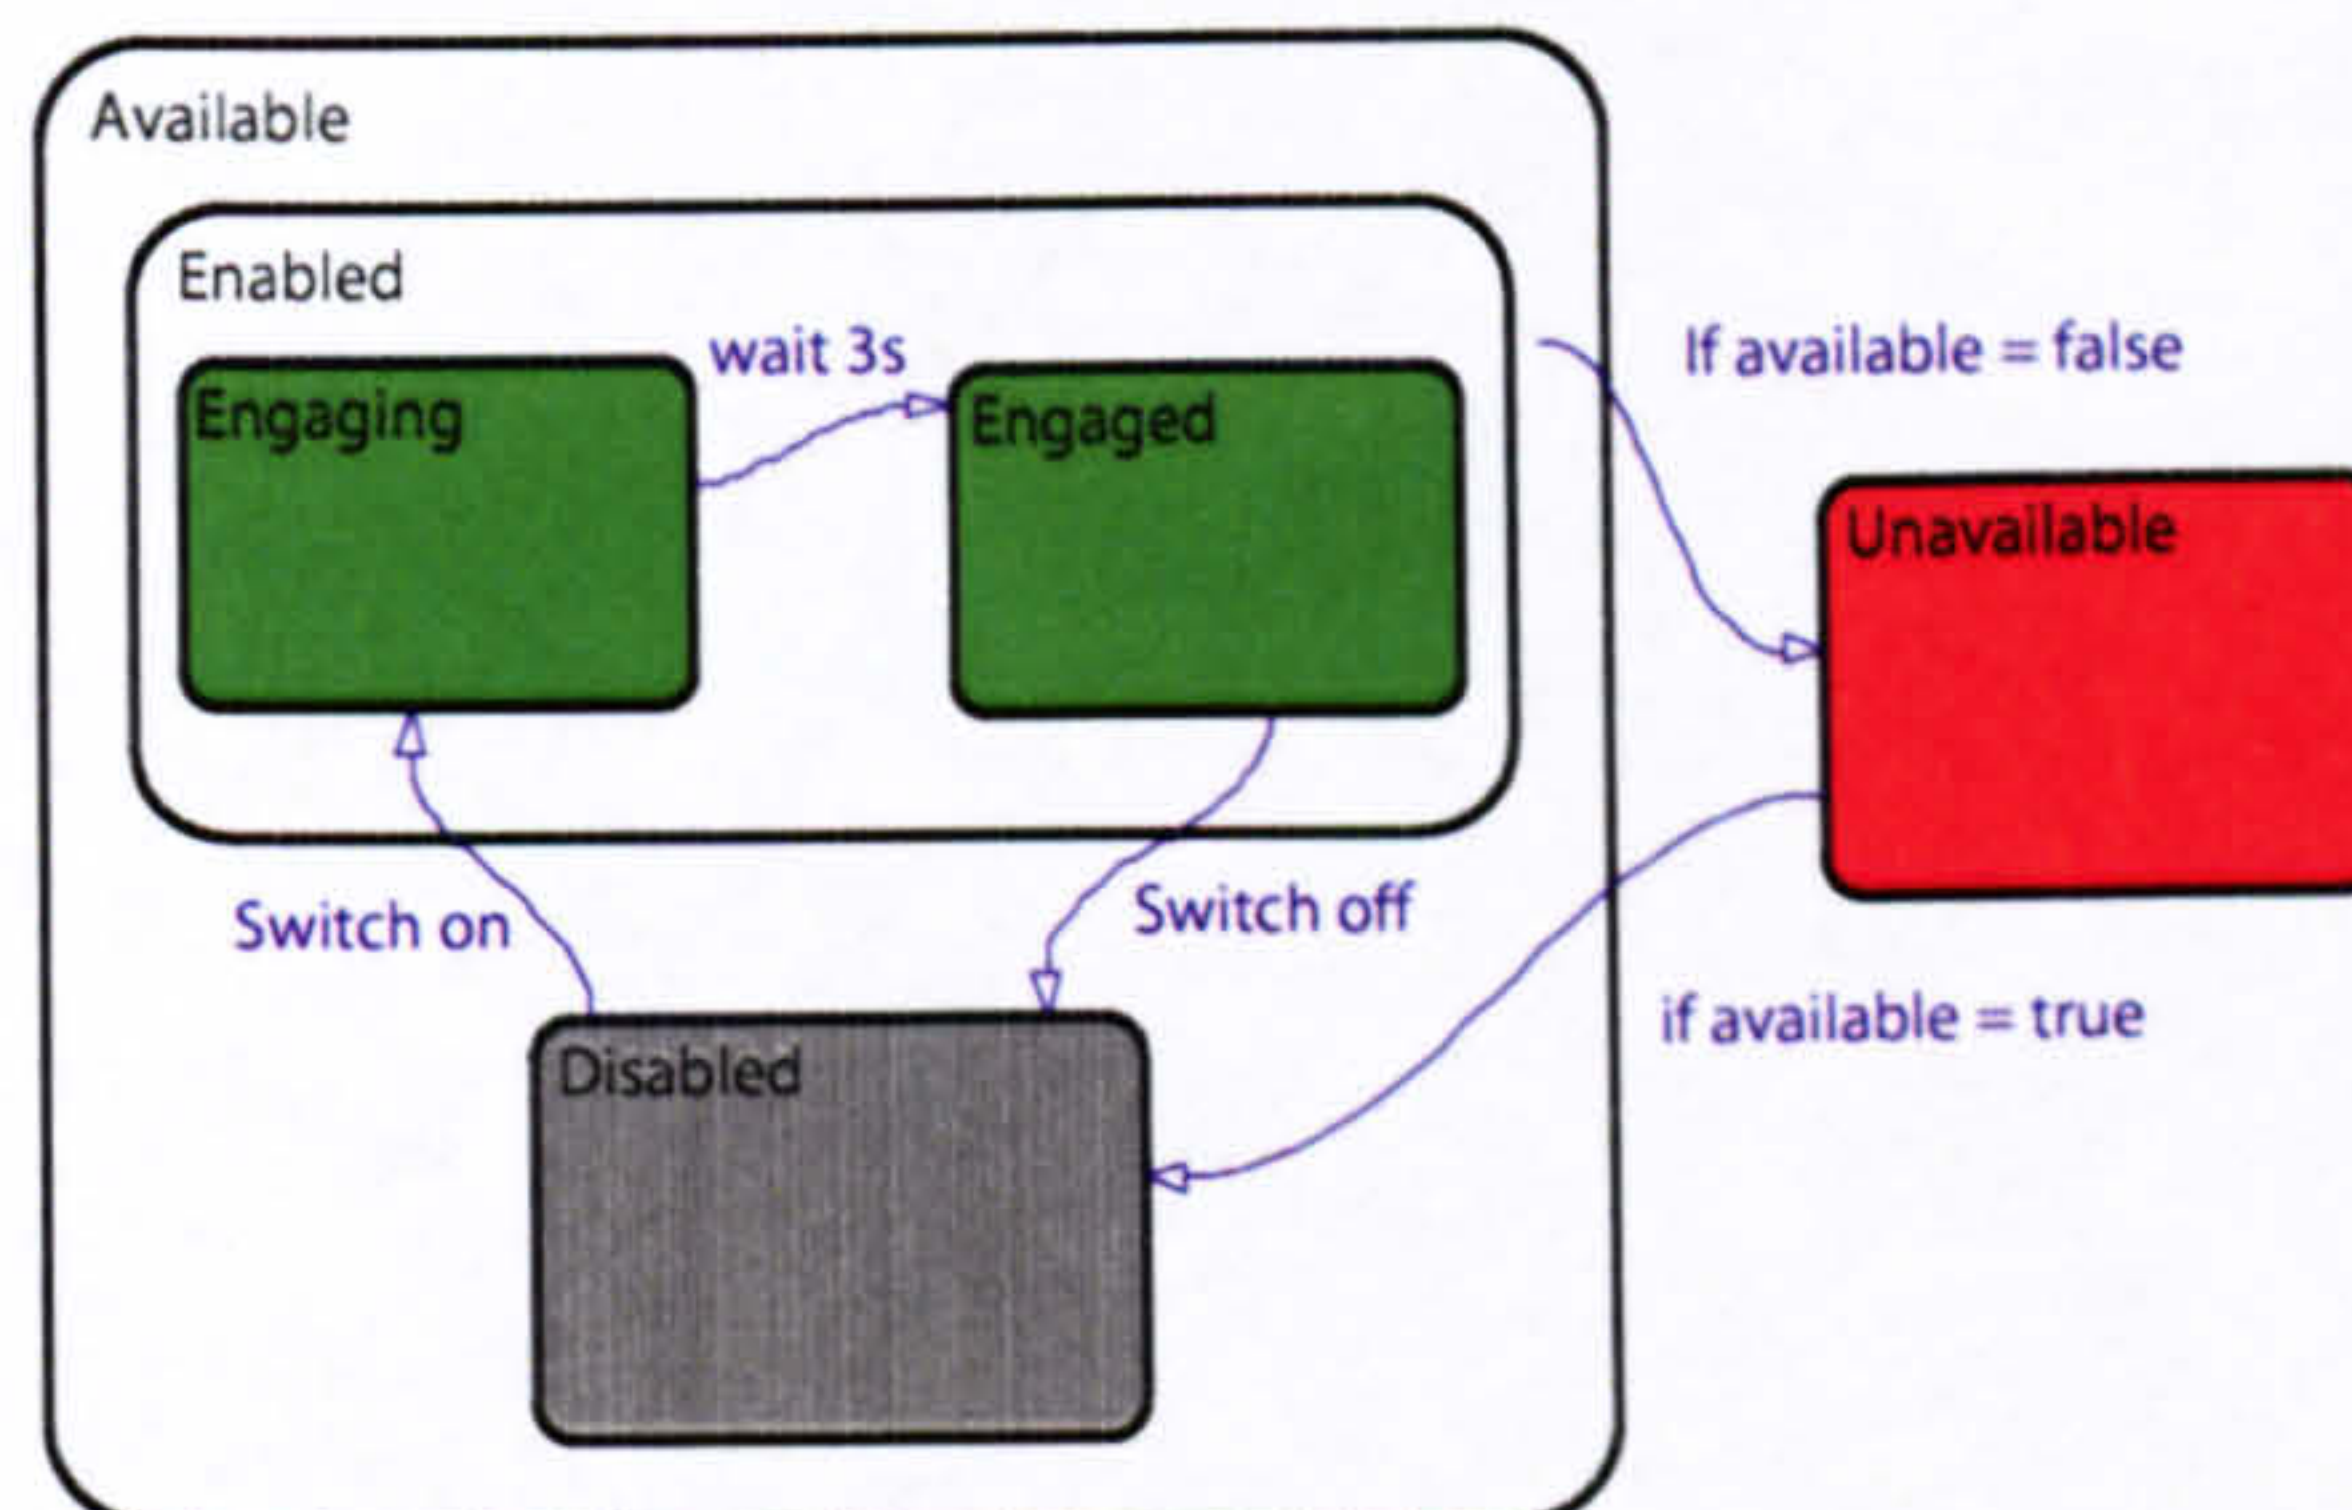 Available
Enabled
wait 3s
If available = false
Engaging
Engaged
Unavailable
Switch on
Switch off
if available = true
Disabled